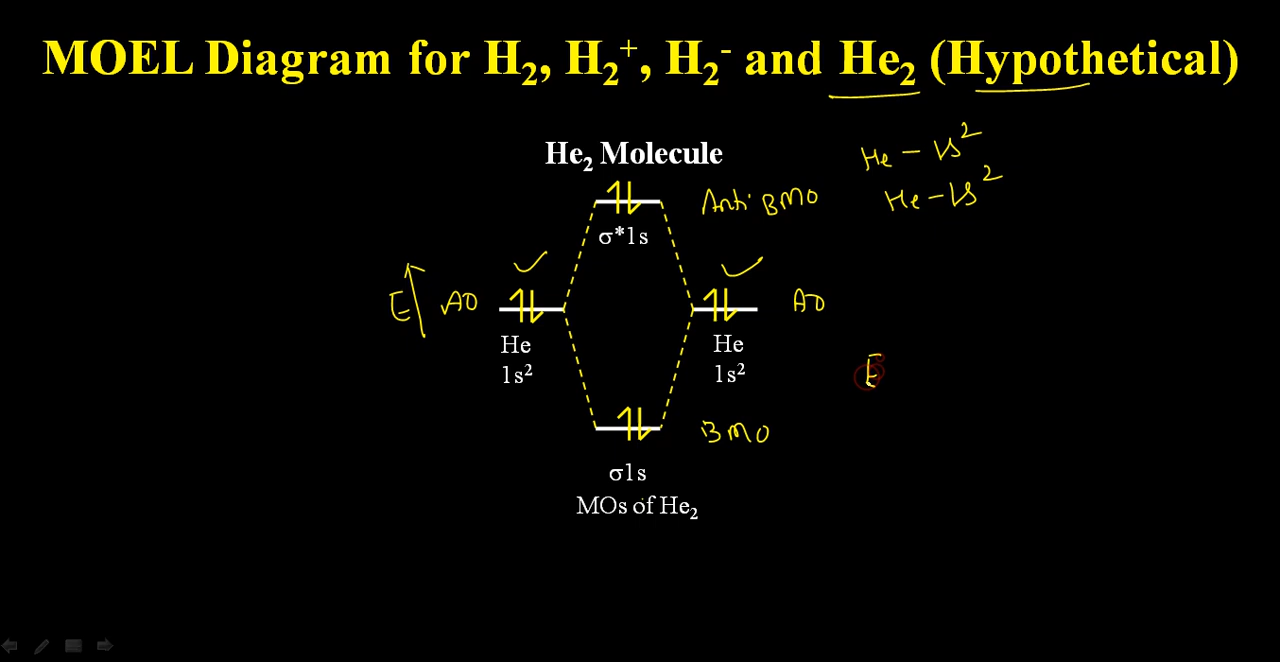 MOEL Diagram for H₂, H₂⁺, H₂⁻ and He₂ (Hypothetical)
He₂ Molecule
He – 1s²
He – 1s²
Anti BMO
σ*1s
E
AO
AO
He
1s²
He
1s²
E
BMO
σ1s
MOs of He₂